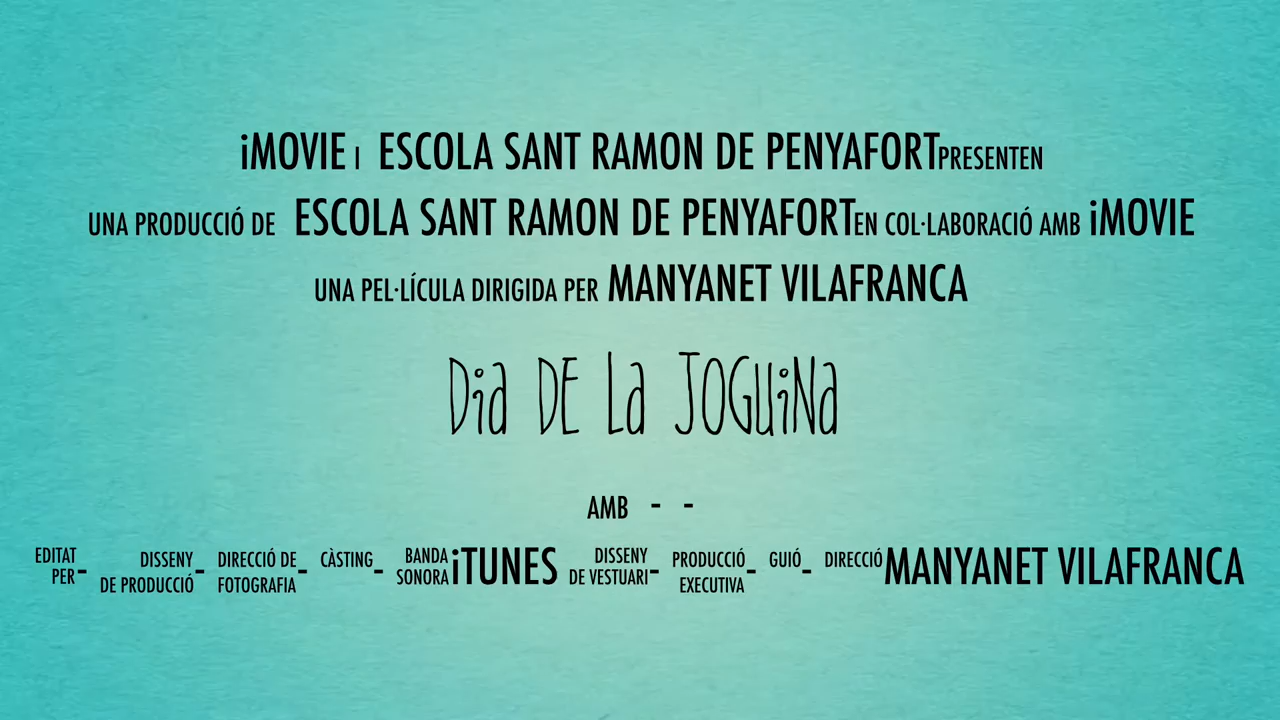 iMOVIE I ESCOLA SANT RAMON DE PENYAFORT PRESENTEN
UNA PRODUCCIÓ DE ESCOLA SANT RAMON DE PENYAFORT EN COL·LABORACIÓ AMB iMOVIE
UNA PEL·LÍCULA DIRIGIDA PER MANYANET VILAFRANCA
Dia DE La JOGuiNa
AMB - -
EDITAT PER - DISSENY DE PRODUCCIÓ - DIRECCIÓ DE FOTOGRAFIA - CÀSTING - BANDA SONORA iTUNES DISSENY DE VESTUARI - PRODUCCIÓ EXECUTIVA - GUIÓ - DIRECCIÓ MANYANET VILAFRANCA